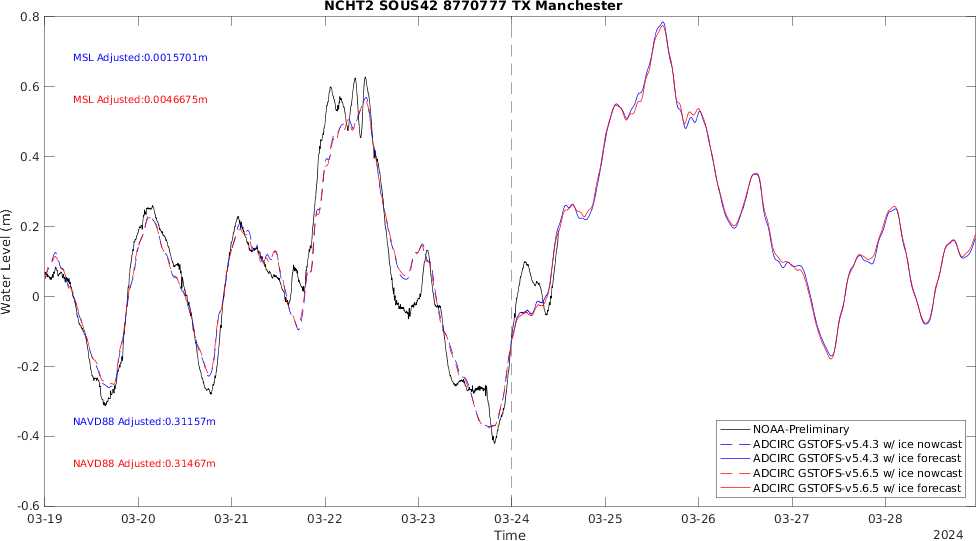 NCHT2 SOUS42 8770777 TX Manchester
0.8
MSL Adjusted:0.0015701m
0.6
MSL Adjusted:0.0046675m
0.4
0.2
Water Level (m)
0
-0.2
NAVD88 Adjusted:0.31157m
-0.4
NAVD88 Adjusted:0.31467m
-0.6
NOAA-Preliminary
ADCIRC GSTOFS-v5.4.3 w/ ice nowcast
ADCIRC GSTOFS-v5.4.3 w/ ice forecast
ADCIRC GSTOFS-v5.6.5 w/ ice nowcast
ADCIRC GSTOFS-v5.6.5 w/ ice forecast
03-19 03-20 03-21 03-22 03-23 03-24 03-25 03-26 03-27 03-28
Time
2024